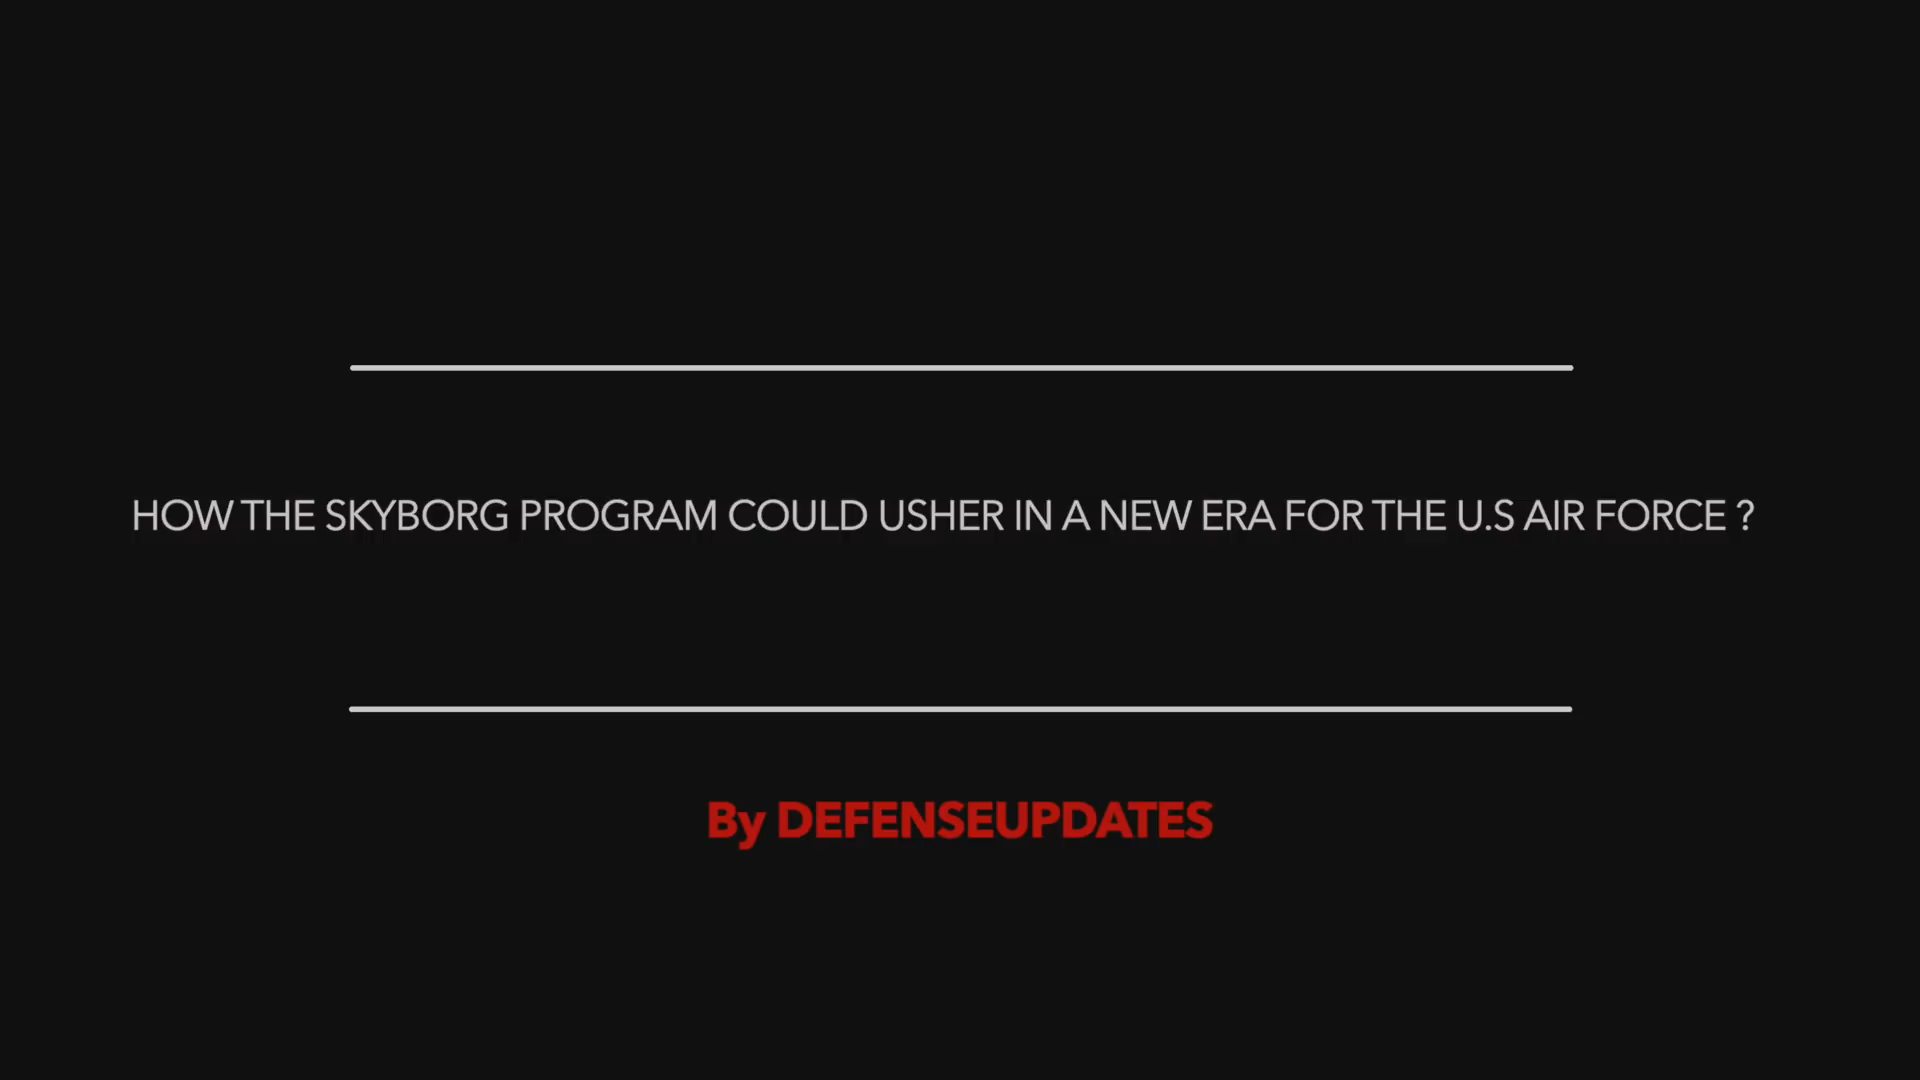 HOW THE SKYBORG PROGRAM COULD USHER IN A NEW ERA FOR THE U.S AIR FORCE ?
By DEFENSEUPDATES